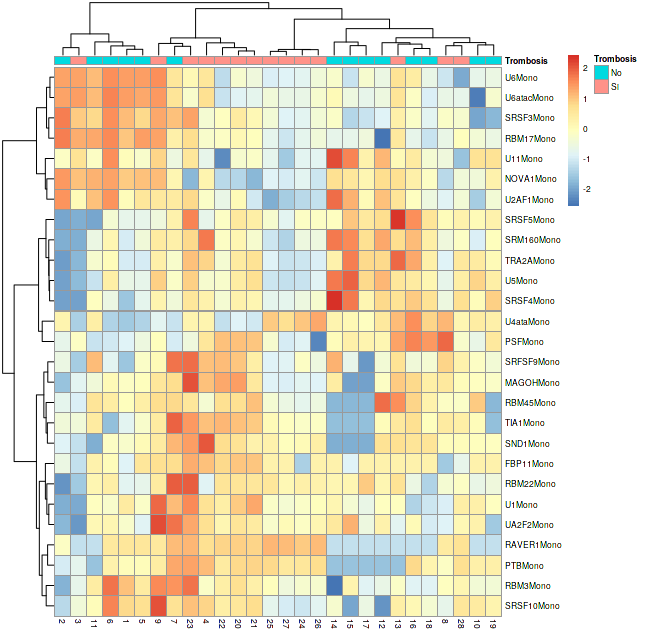 Trombosis
Trombosis
No
SI
2
1
0
-1
-2
U6Mono
U6atacMono
SRSF3Mono
RBM17Mono
U11Mono
NOVA1Mono
U2AF1Mono
SRSF5Mono
SRM160Mono
TRA2AMono
U5Mono
SRSF4Mono
U4ataMono
PSFMono
SRFSF9Mono
MAGOHMono
RBM45Mono
TIA1Mono
SND1Mono
FBP11Mono
RBM22Mono
U1Mono
UA2F2Mono
RAVER1Mono
PTBMono
RBM3Mono
SRSF10Mono
2 3 11 6 1 5 9 7 23 4 22 20 21 25 27 24 26 14 15 17 12 13 16 18 8 28 10 19